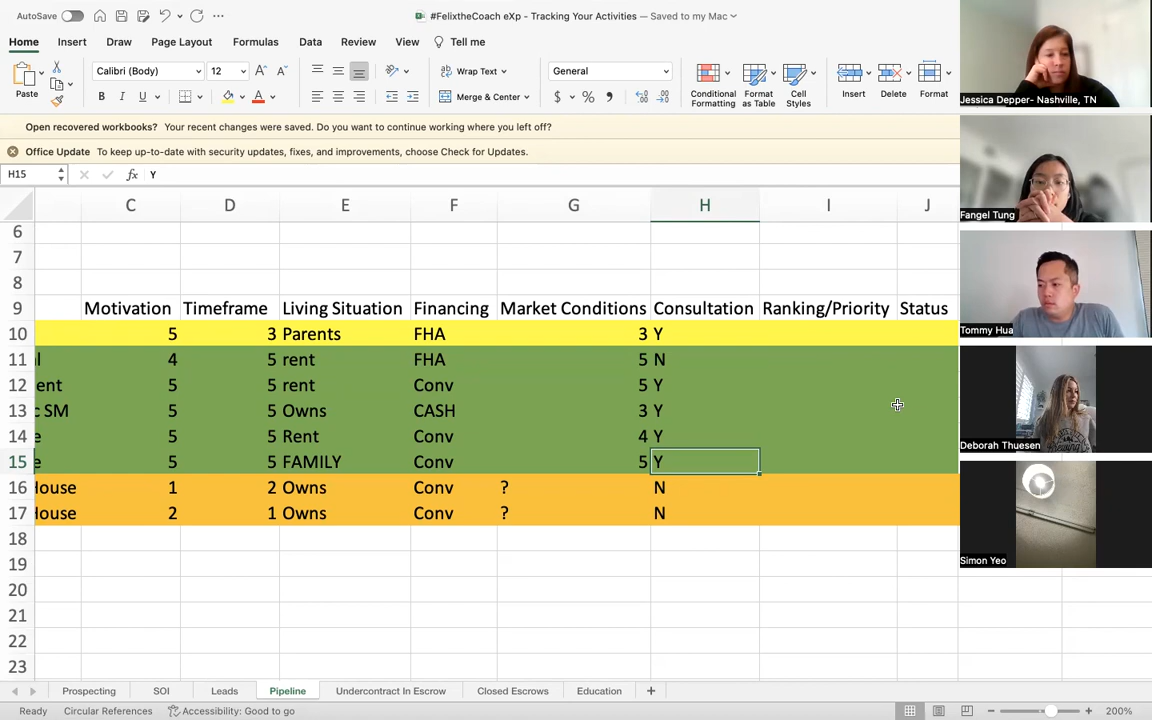 AutoSave
#FelixtheCoach eXp - Tracking Your Activities — Saved to my Mac
Home Insert Draw Page Layout Formulas Data Review View Tell me
Paste
Calibri (Body) 12
B I U
A A A
ab Wrap Text
Merge & Center
General
$ %
Conditional Formatting
Format as Table
Cell Styles
Insert
Delete
Format
Open recovered workbooks? Your recent changes were saved. Do you want to continue working where you left off?
Office Update To keep up-to-date with security updates, fixes, and improvements, choose Check for Updates.
H15 fx Y
C D E F G H I J
6
7
8
9 Motivation Timeframe Living Situation Financing Market Conditions Consultation Ranking/Priority Status
10 5 3 Parents FHA 3 Y
11 l 4 5 rent FHA 5 N
12 ent 5 5 rent Conv 5 Y
13 c SM 5 5 Owns CASH 3 Y
14 e 5 5 Rent Conv 4 Y
15 e 5 5 FAMILY Conv 5 Y
16 House 1 2 Owns Conv ? N
17 House 2 1 Owns Conv ? N
18
19
20
21
22
23
Prospecting SOI Leads Pipeline Undercontract In Escrow Closed Escrows Education +
Ready Circular References Accessibility: Good to go 200%
Jessica Depper- Nashville, TN
Fangel Tung
Tommy Hua
Deborah Thuesen
Simon Yeo